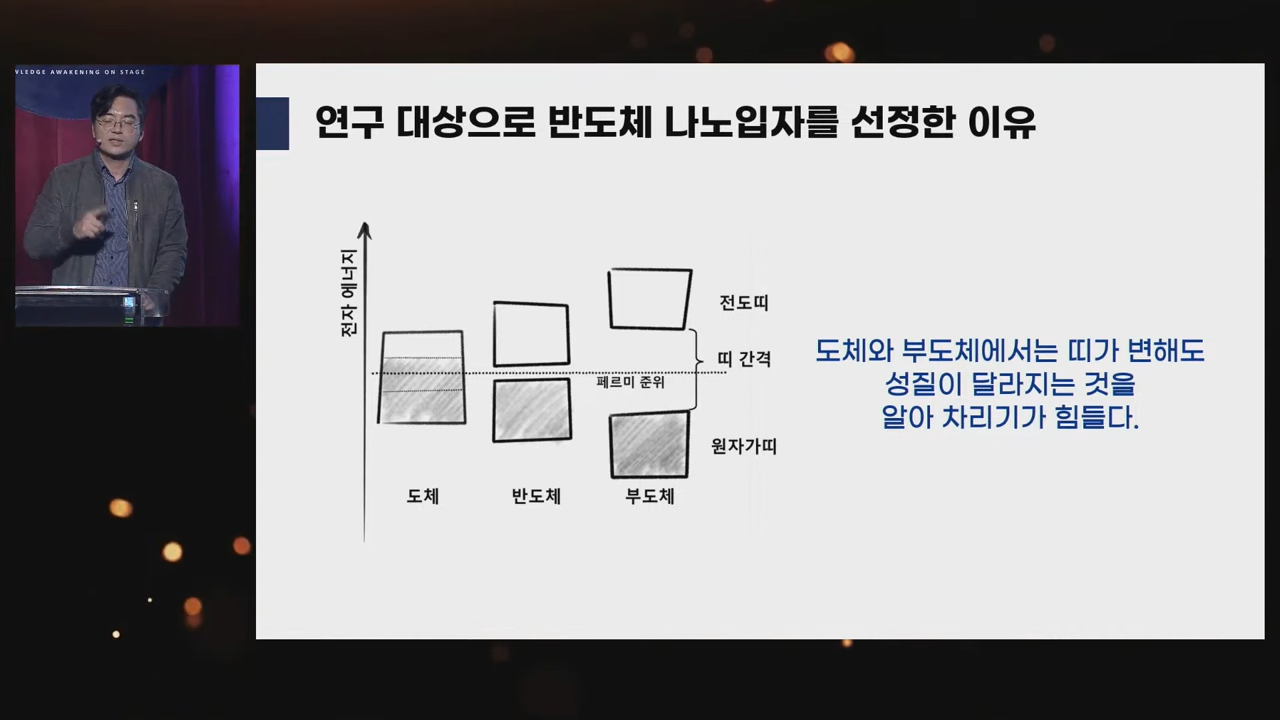 VLEDGE AWAKENING ON STAGE
연구 대상으로 반도체 나노입자를 선정한 이유
전자 에너지
전도띠
띠 간격
페르미 준위
원자가띠
도체
반도체
부도체
도체와 부도체에서는 띠가 변해도
성질이 달라지는 것을
알아 차리기가 힘들다.